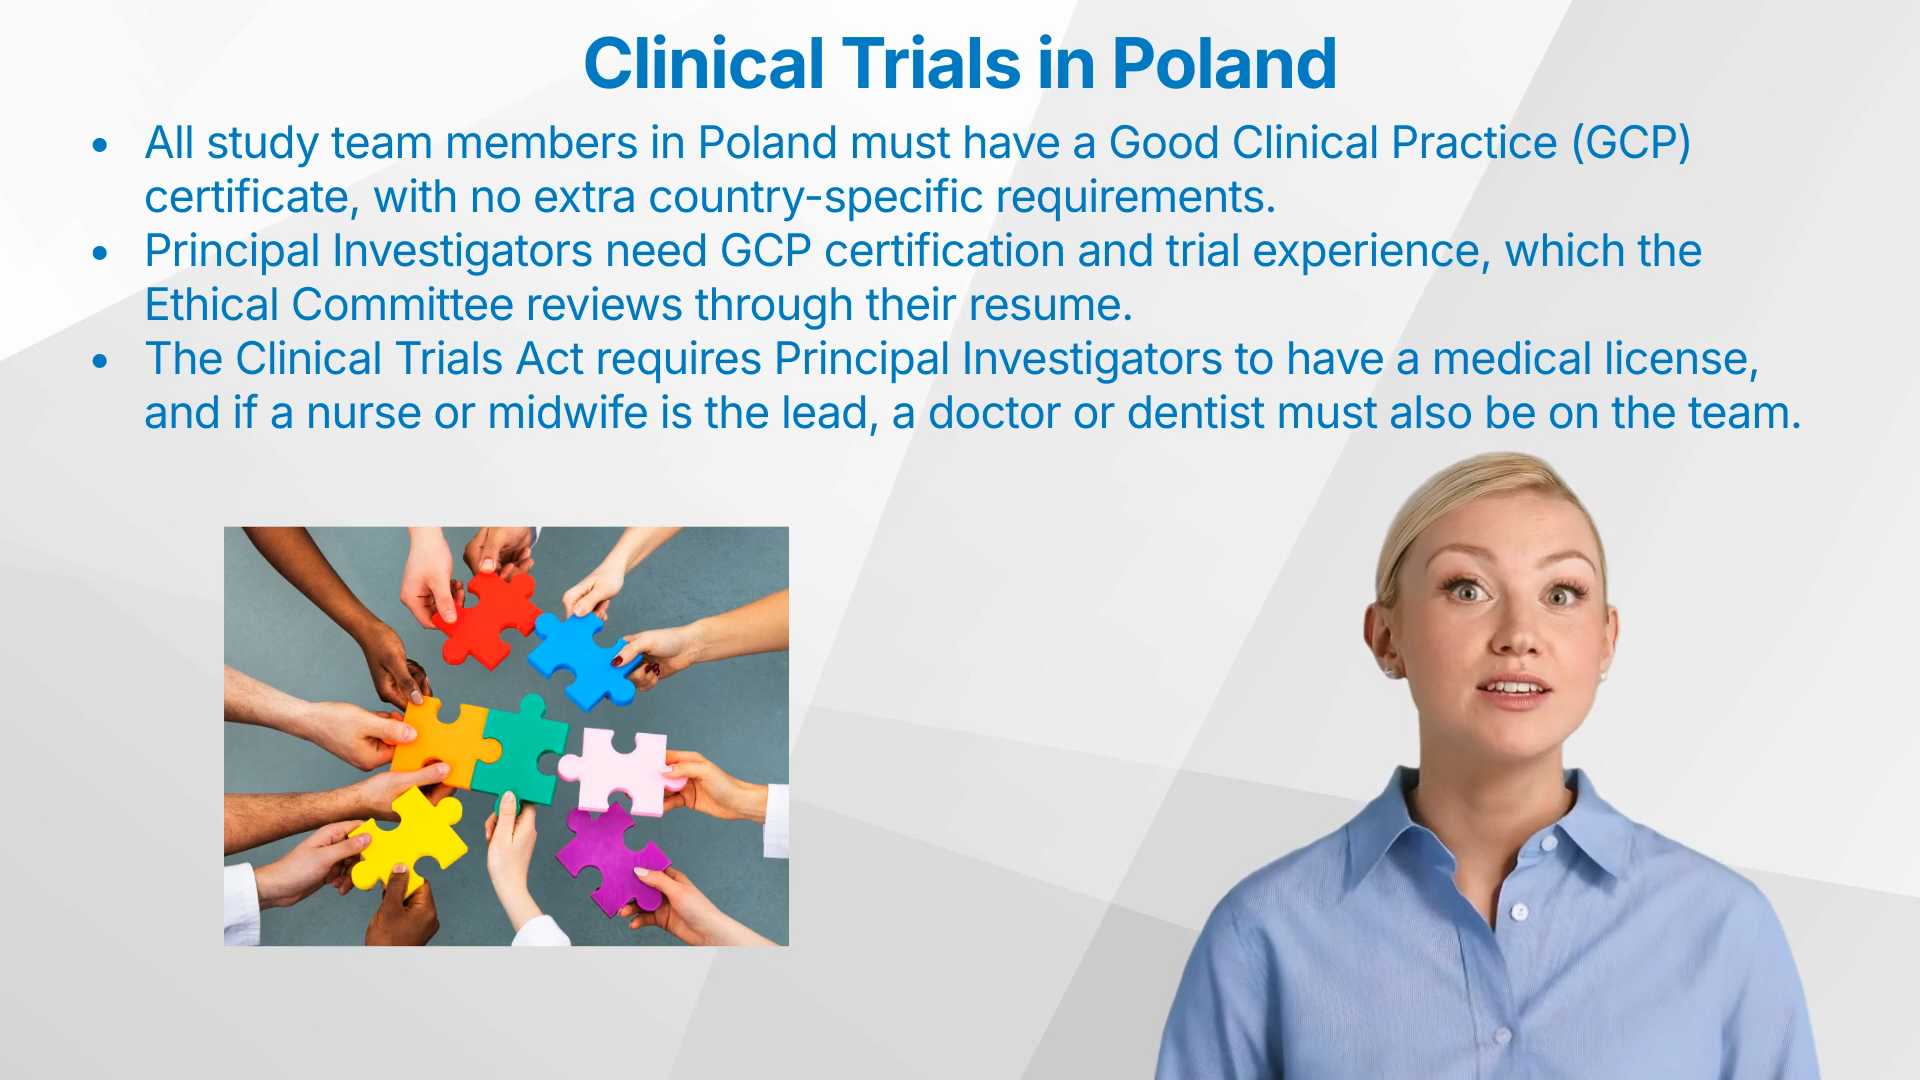 Clinical Trials in Poland
• All study team members in Poland must have a Good Clinical Practice (GCP)
certificate, with no extra country-specific requirements.
• Principal Investigators need GCP certification and trial experience, which the
Ethical Committee reviews through their resume.
• The Clinical Trials Act requires Principal Investigators to have a medical license,
and if a nurse or midwife is the lead, a doctor or dentist must also be on the team.